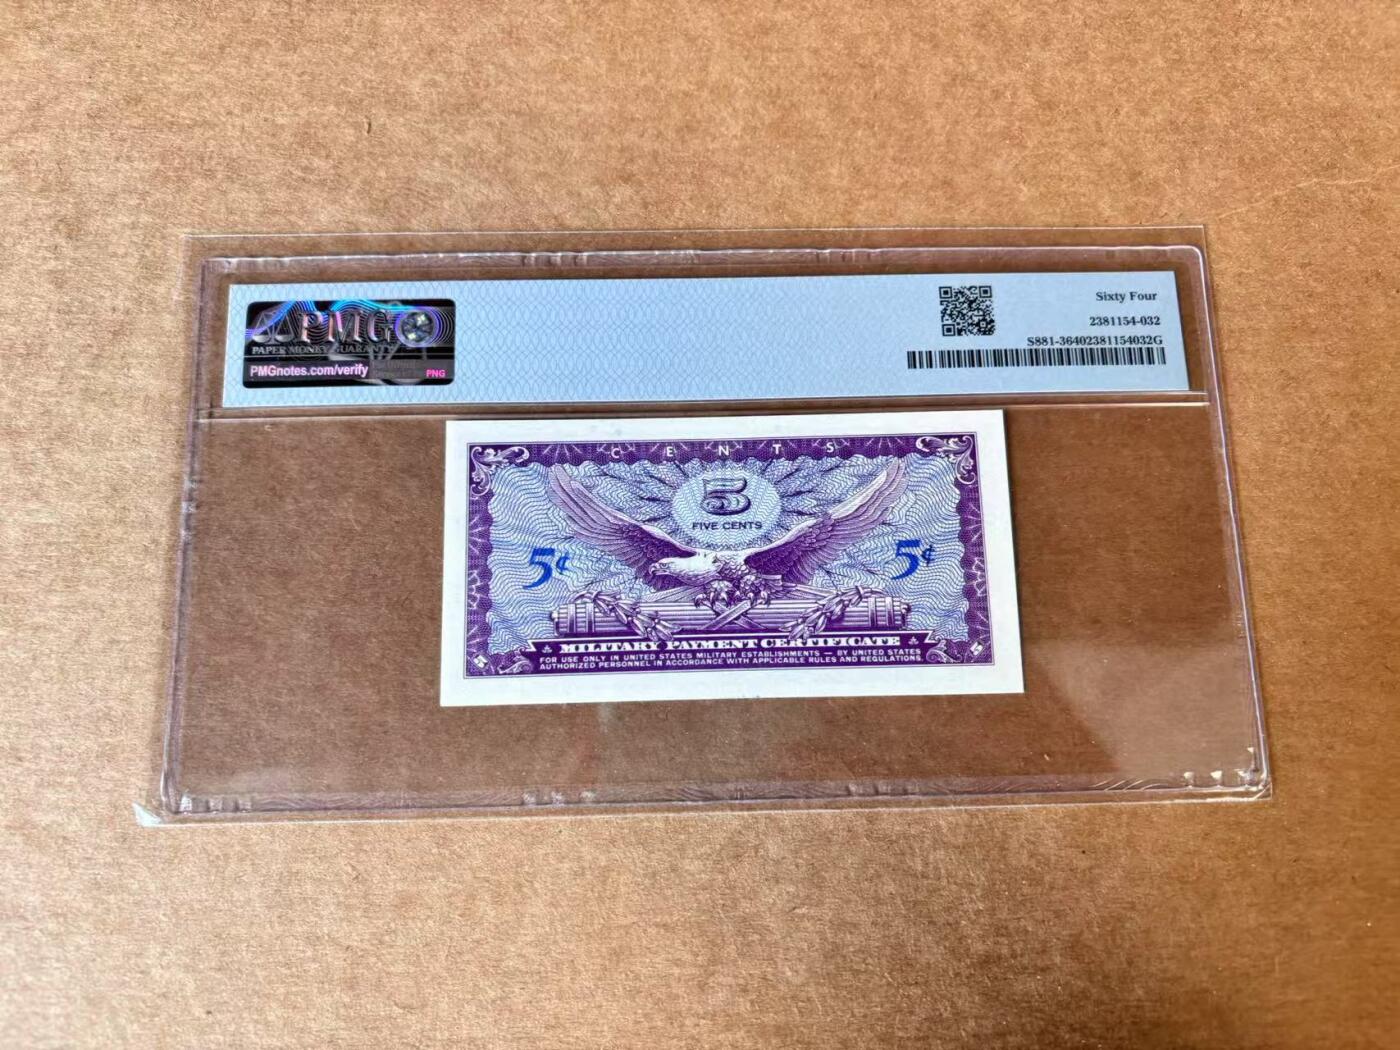 PMG
PAPER MONEY GUARANTY
PMGnotes.com/verify
PNG
Sixty Four
2381154-032
S881-36402381154032G
CENTS
5
FIVE CENTS
5¢
5¢
MILITARY PAYMENT CERTIFICATE
FOR USE ONLY IN UNITED STATES MILITARY ESTABLISHMENTS — BY UNITED STATES
AUTHORIZED PERSONNEL IN ACCORDANCE WITH APPLICABLE RULES AND REGULATIONS.
5
5